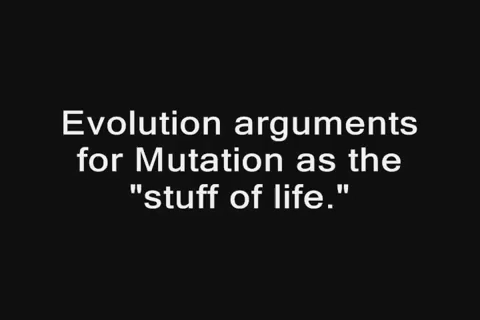 Evolution arguments
for Mutation as the
"stuff of life."